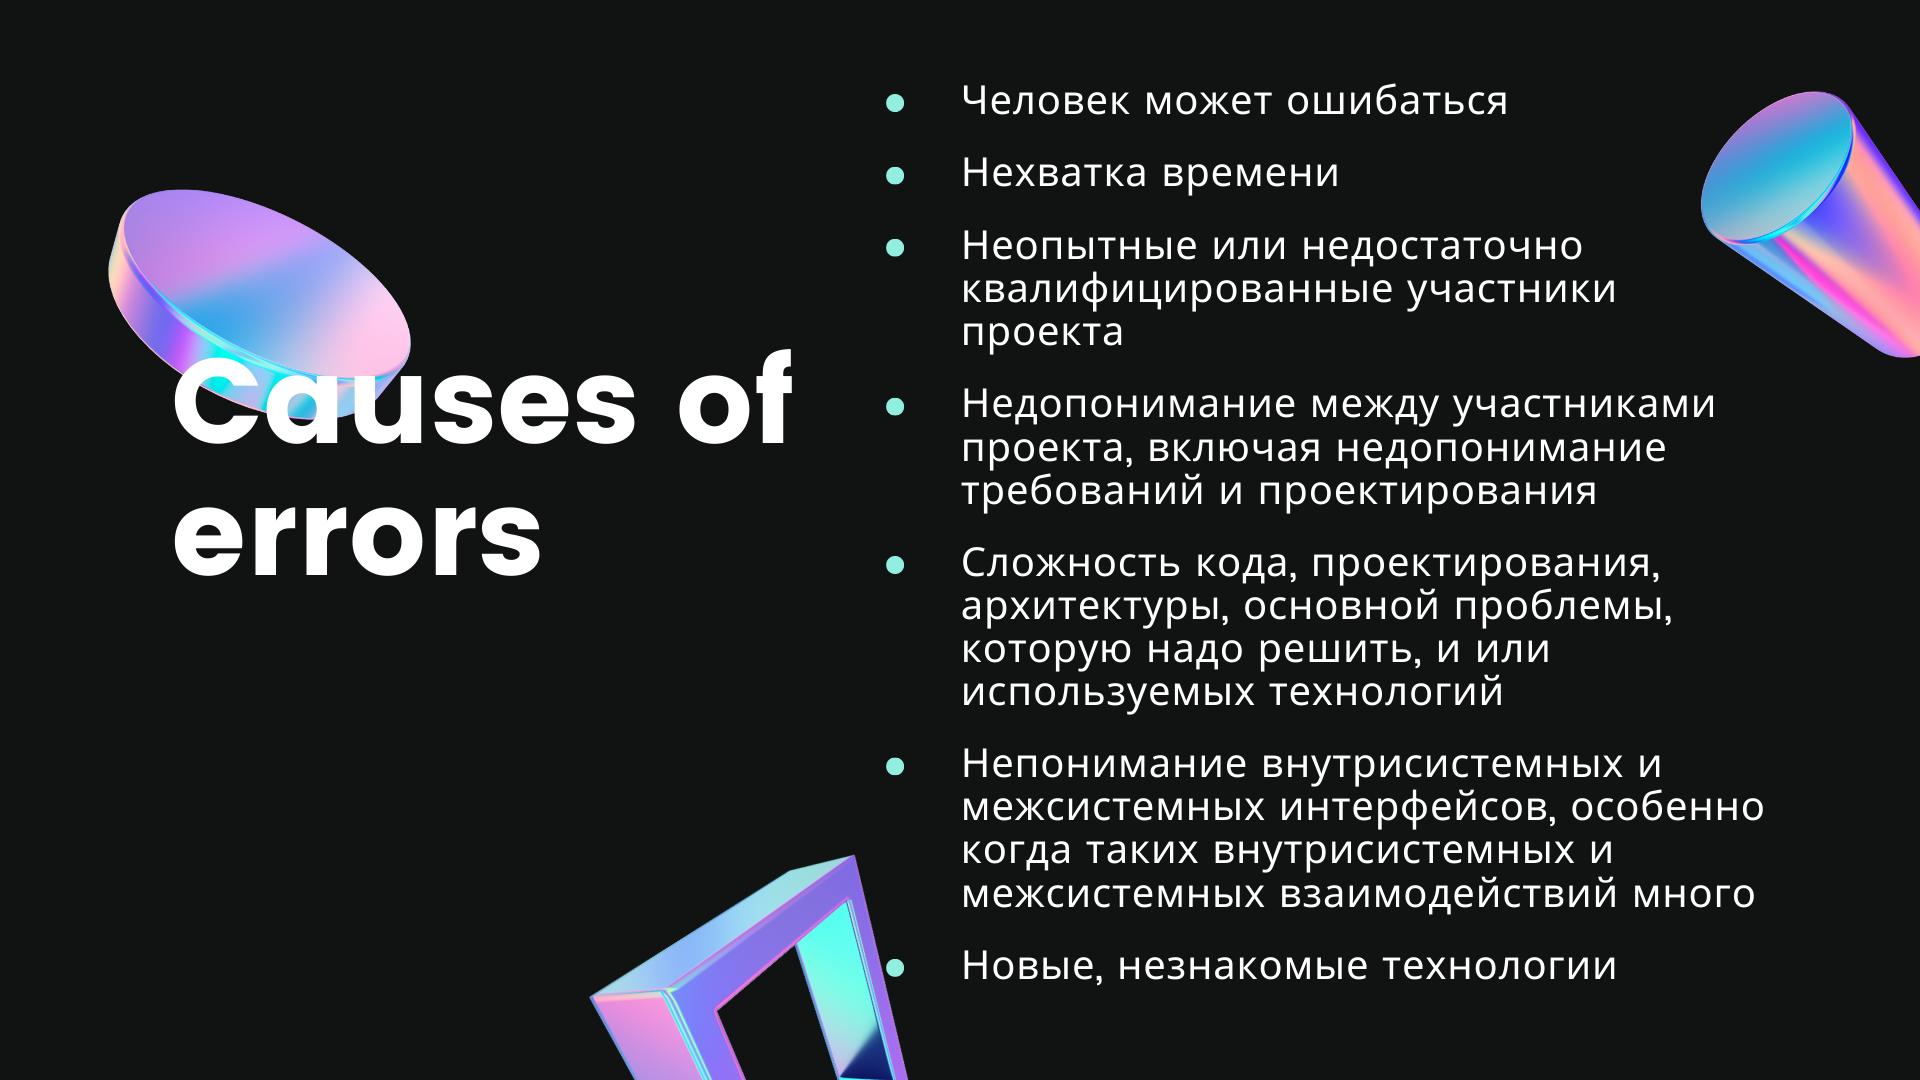 Causes of
errors
Человек может ошибаться
Нехватка времени
Неопытные или недостаточно
квалифицированные участники
проекта
Недопонимание между участниками
проекта, включая недопонимание
требований и проектирования
Сложность кода, проектирования,
архитектуры, основной проблемы,
которую надо решить, и или
используемых технологий
Непонимание внутрисистемных и
межсистемных интерфейсов, особенно
когда таких внутрисистемных и
межсистемных взаимодействий много
Новые, незнакомые технологии